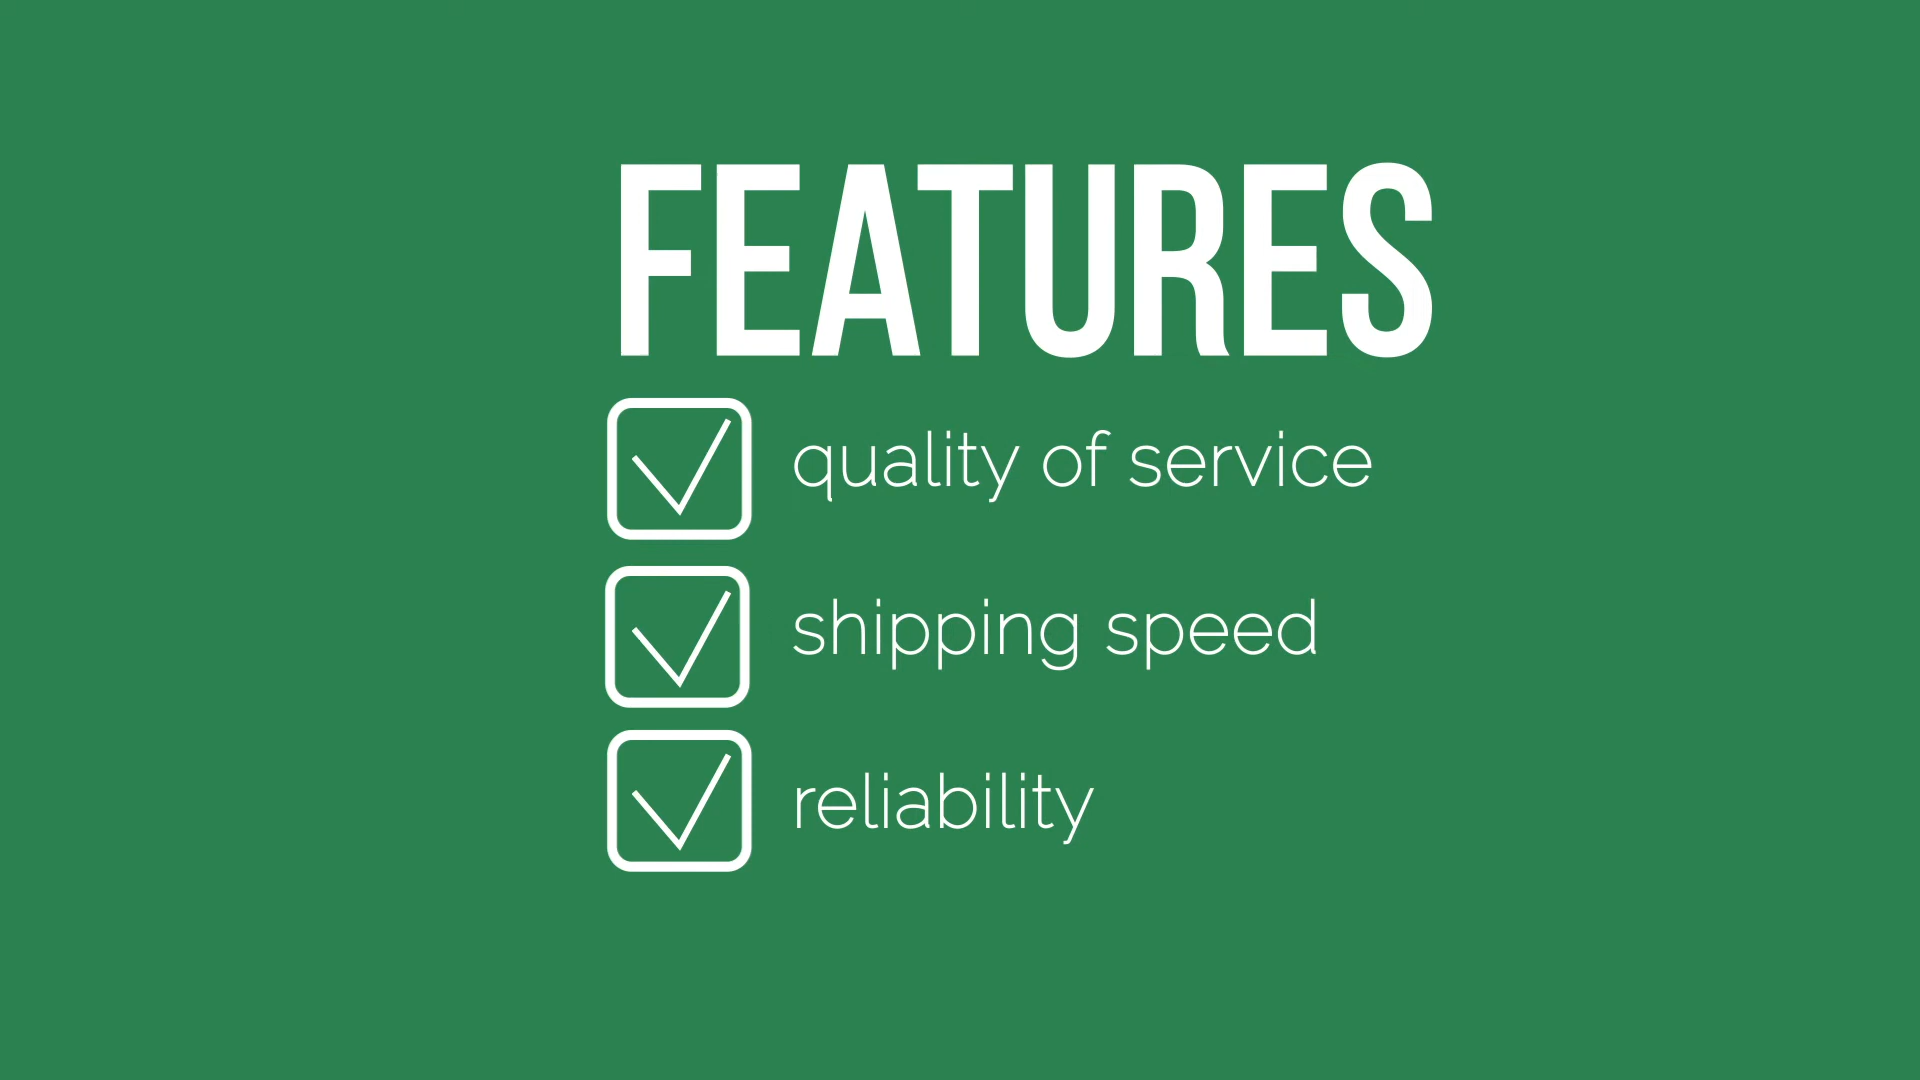 FEATURES
quality of service
shipping speed
reliability